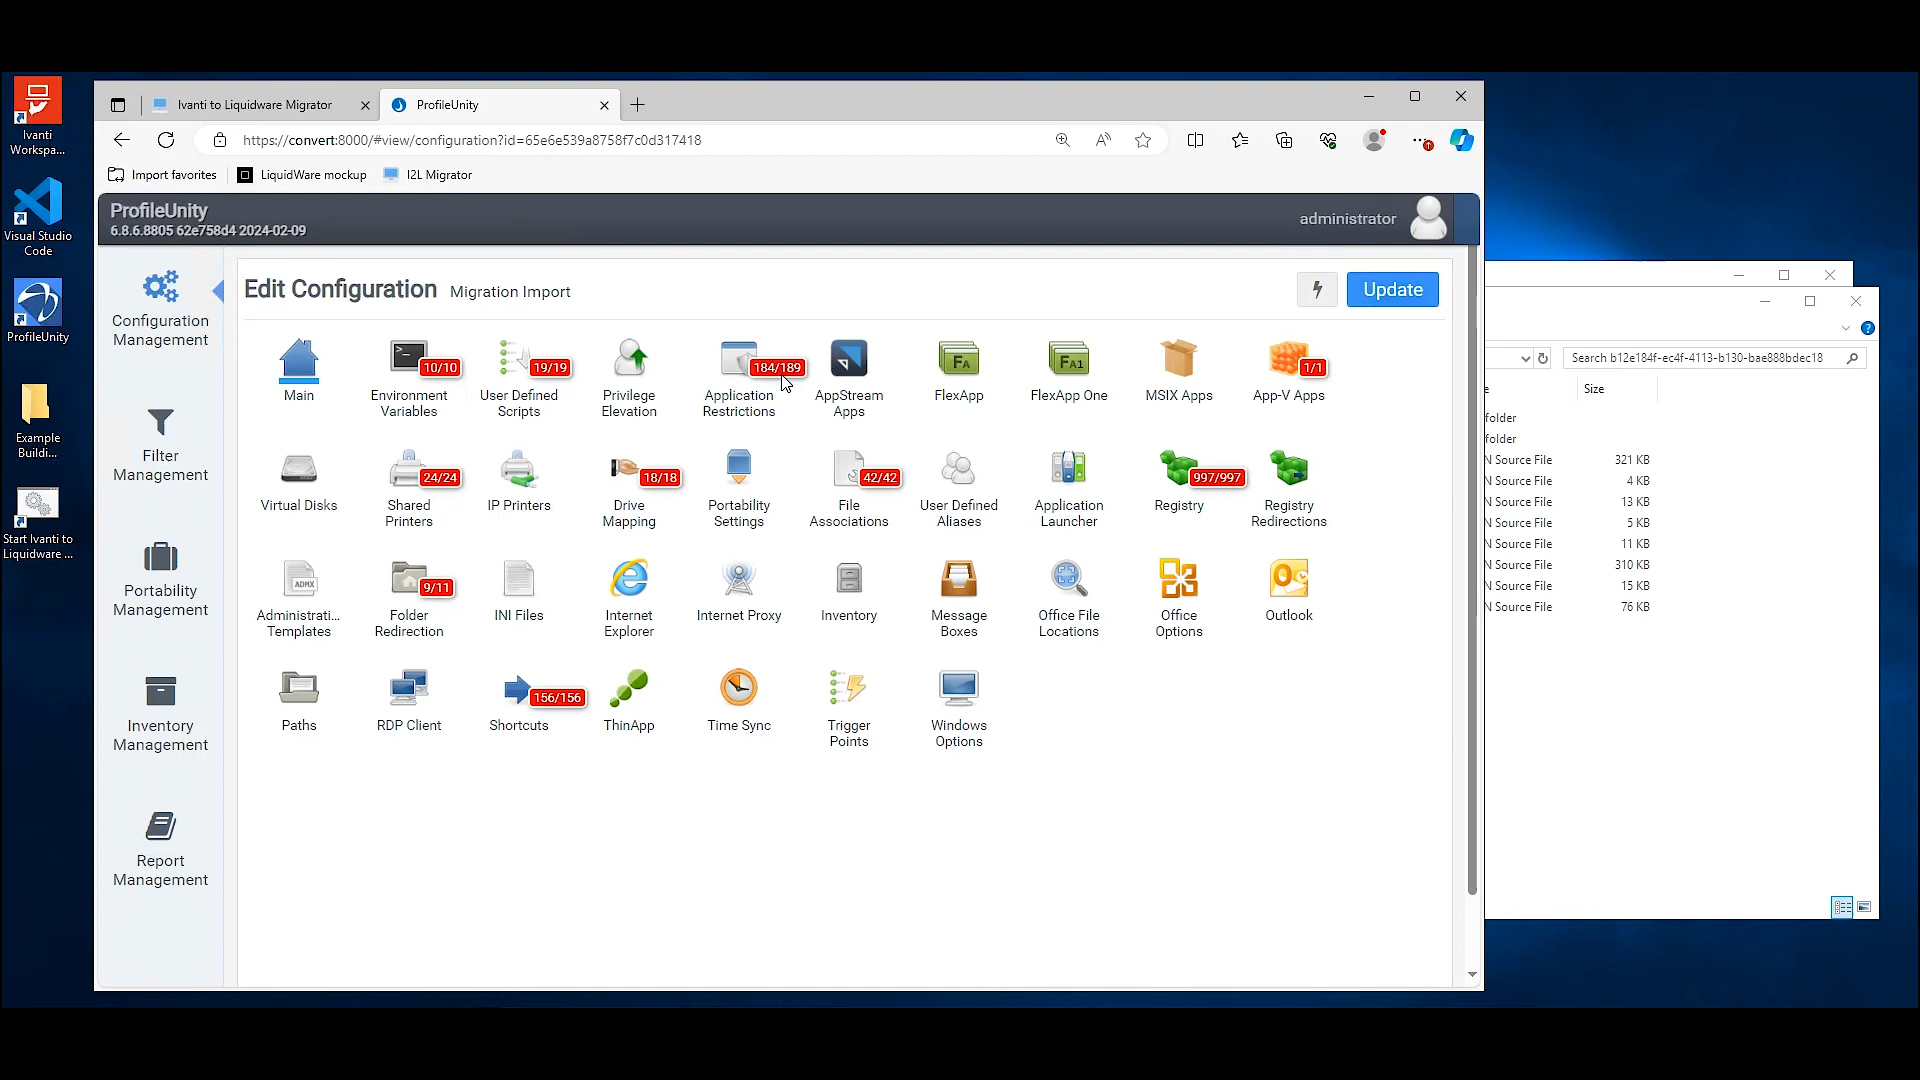 Ivanti to Liquidware Migrator
ProfileUnity
https://convert:8000/#view/configuration?id=65e6e539a8758f7c0d317418
Import favorites
LiquidWare mockup
I2L Migrator
ProfileUnity
6.8.6.8805 62e758d4 2024-02-09
administrator
Edit Configuration
Migration Import
Update
Configuration
Management
Filter
Management
Portability
Management
Inventory
Management
Report
Management
Main
10/10
Environment
Variables
19/19
User Defined
Scripts
Privilege
Elevation
184/189
Application
Restrictions
AppStream
Apps
FA
FlexApp
FA1
FlexApp One
MSIX Apps
1/1
App-V Apps
Virtual Disks
24/24
Shared
Printers
IP Printers
18/18
Drive
Mapping
Portability
Settings
42/42
File
Associations
User Defined
Aliases
Application
Launcher
997/997
Registry
Registry
Redirections
ADMX
Administrati...
Templates
9/11
Folder
Redirection
INI Files
Internet
Explorer
Internet Proxy
Inventory
Message
Boxes
Office File
Locations
Office
Options
Outlook
Paths
RDP Client
156/156
Shortcuts
ThinApp
Time Sync
Trigger
Points
Windows
Options
Ivanti
Workspa...
Visual Studio
Code
ProfileUnity
Example
Buildi...
Start Ivanti to
Liquidware ...
Search b12e184f-ec4f-4113-b130-bae888bdec18
Size
older
older
N Source File 321 KB
N Source File 4 KB
N Source File 13 KB
N Source File 5 KB
N Source File 11 KB
N Source File 310 KB
N Source File 15 KB
N Source File 76 KB